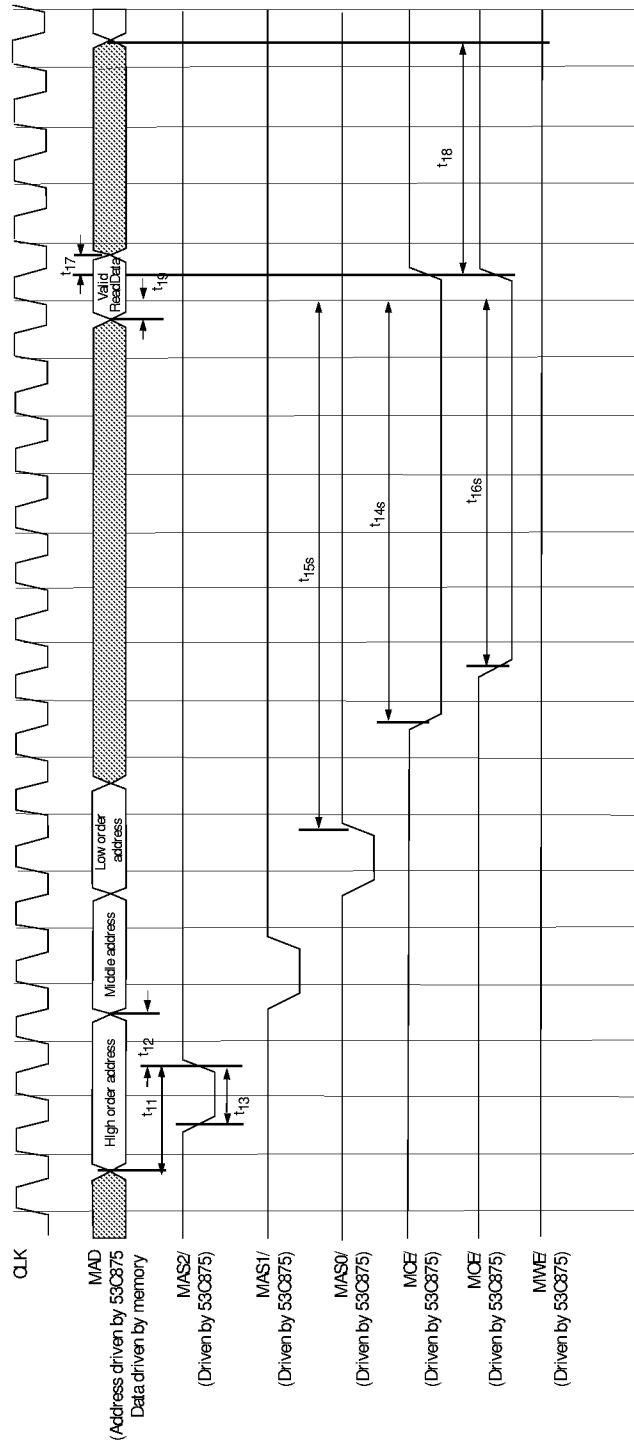 CLK
MAD
(Address driven by 53C875
Data driven by memory)
HIgh order address
Middle address
Low order
address
Valid
ReadData
t17
t19
t11
t12
MAS2/
(Driven by 53C875)
t13
MAS1/
(Driven by 53C875)
t15s
MAS0/
(Driven by 53C875)
t14s
MCE/
(Driven by 53C875)
t18
MOE/
(Driven by 53C875)
t16s
MWE/
(Driven by 53C875)